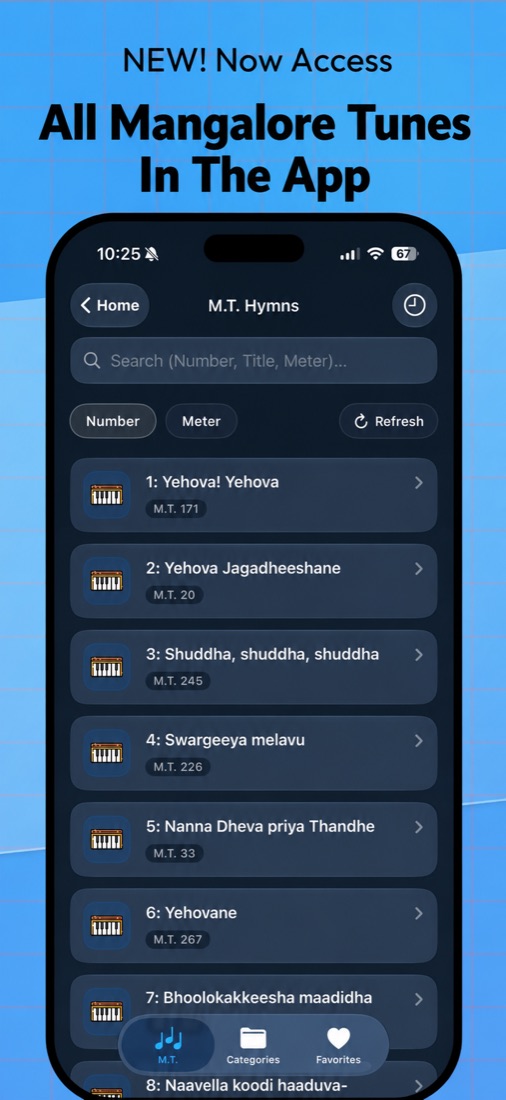 NEW! Now Access
All Mangalore Tunes
In The App
10:25
67
Home
M.T. Hymns
Search (Number, Title, Meter)...
Number
Meter
Refresh
1: Yehova! Yehova
M.T. 171
2: Yehova Jagadheeshane
M.T. 20
3: Shuddha, shuddha, shuddha
M.T. 245
4: Swargeeya melavu
M.T. 226
5: Nanna Dheva priya Thandhe
M.T. 33
6: Yehovane
M.T. 267
7: Bhoolokakkeesha maadidha
8: Naavella koodi haaduva-
M.T.
Categories
Favorites